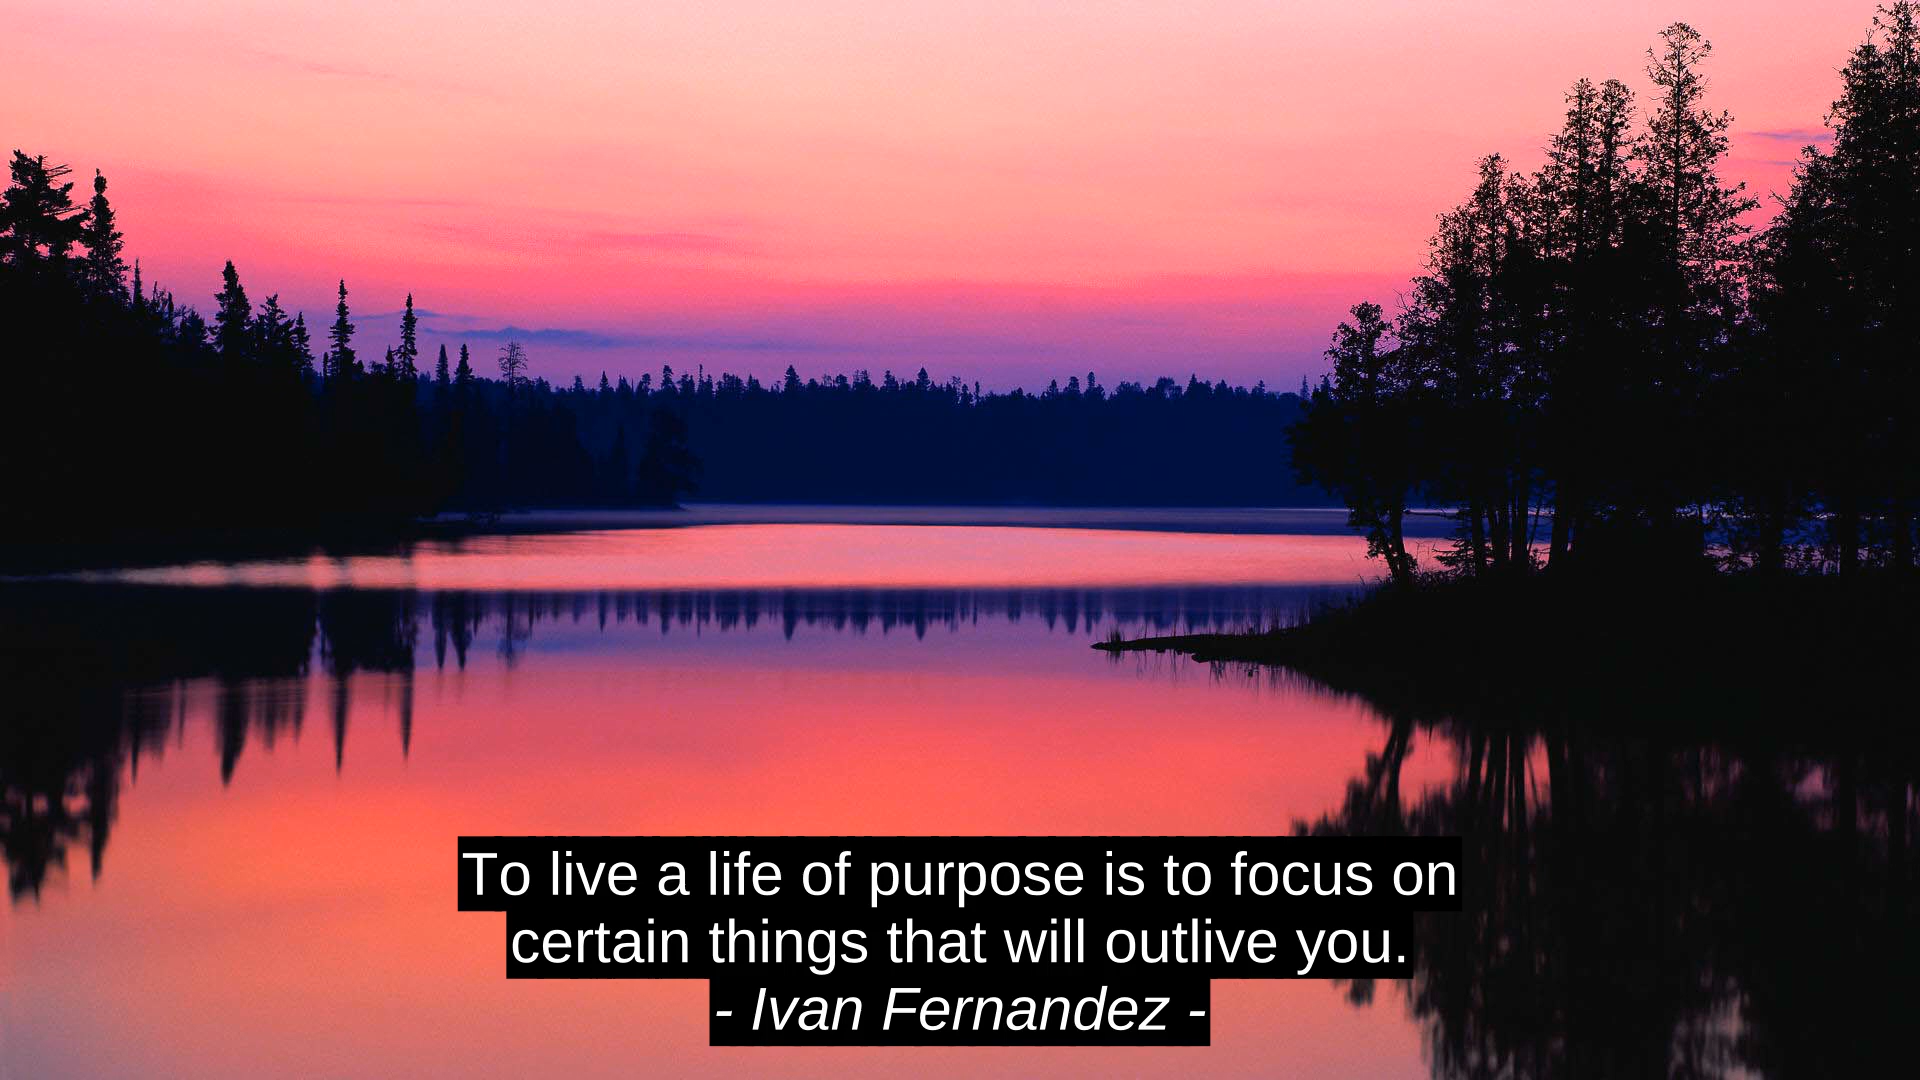 To live a life of purpose is to focus on
certain things that will outlive you.
- Ivan Fernandez -